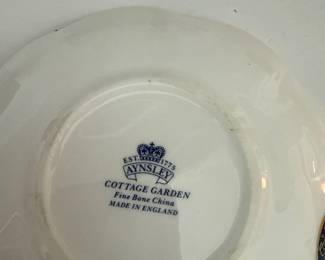 EST. 1775
AYNSLEY
COTTAGE GARDEN
Fine Bone China
MADE IN ENGLAND